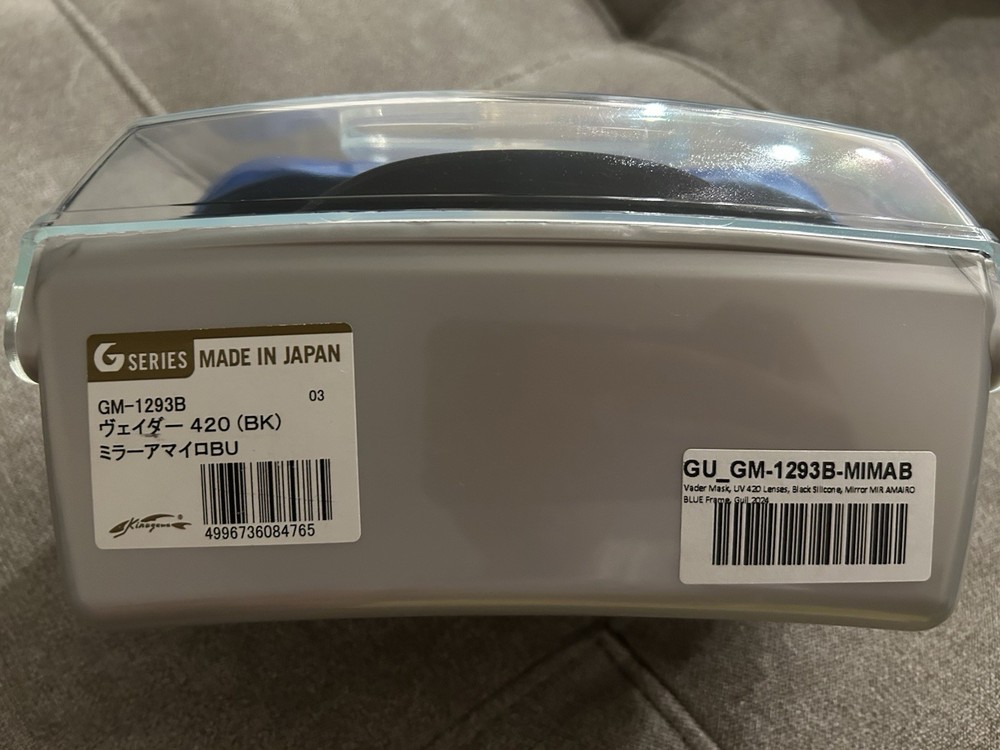 G SERIES MADE IN JAPAN
GM-1293B 03
ヴェイダー 420 (BK)
ミラーアマイロBU
Kinugawa
4996736084765
GU_GM-1293B-MIMAB
Vader Mask, UV 420 Lenses, Black Silicone, Mirror MIR AMAIRO
BLUE Frame, Gull 2024